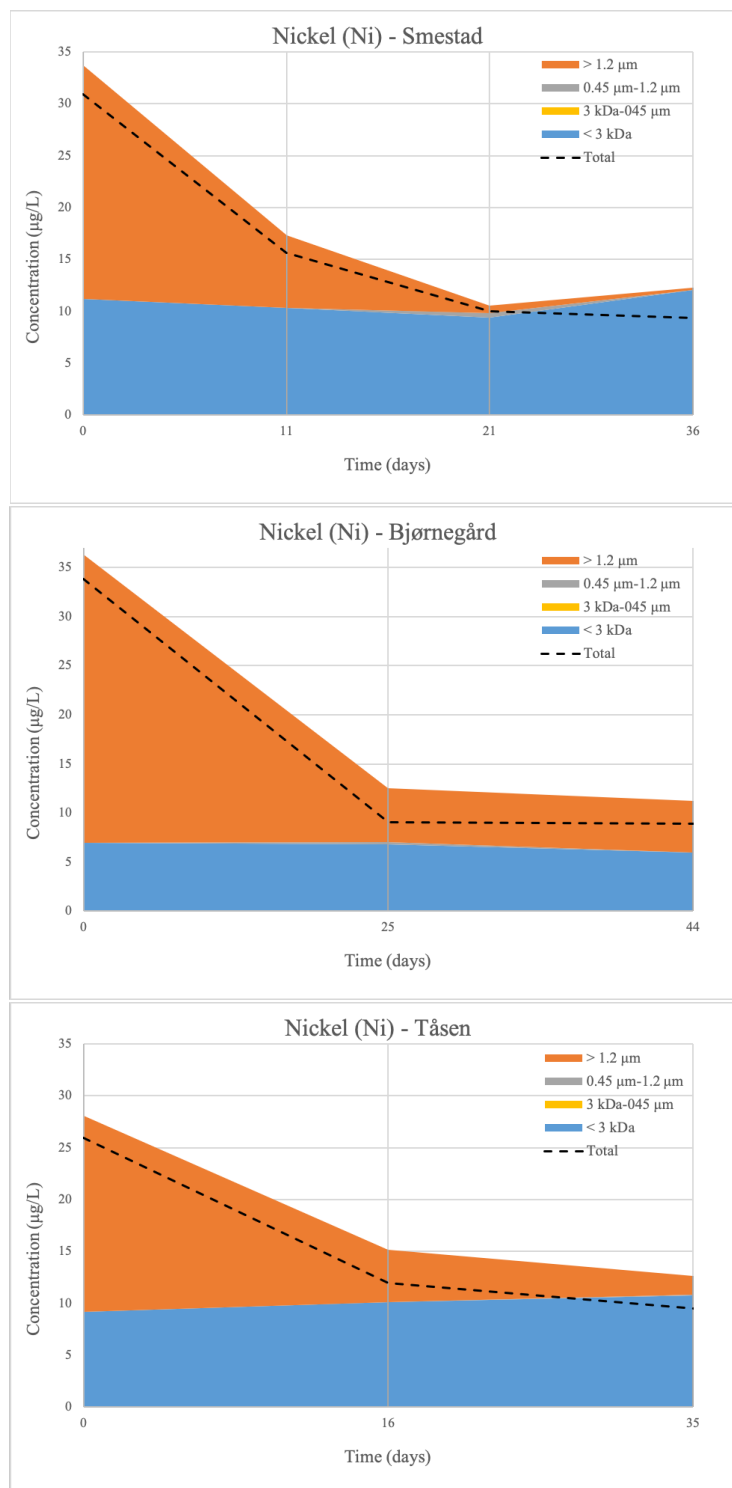 Nickel (Ni) - Smestad
35
30
25
20
15
10
5
0
Concentration (µg/L)
> 1.2 µm
0.45 µm-1.2 µm
3 kDa-045 µm
< 3 kDa
Total
0 11 21 36
Time (days)
Nickel (Ni) - Bjørnegård
35
30
25
20
15
10
5
0
Concentration (µg/L)
> 1.2 µm
0.45 µm-1.2 µm
3 kDa-045 µm
< 3 kDa
Total
0 25 44
Time (days)
Nickel (Ni) - Tåsen
35
30
25
20
15
10
5
0
Concentration (µg/L)
> 1.2 µm
0.45 µm-1.2 µm
3 kDa-045 µm
< 3 kDa
Total
0 16 35
Time (days)